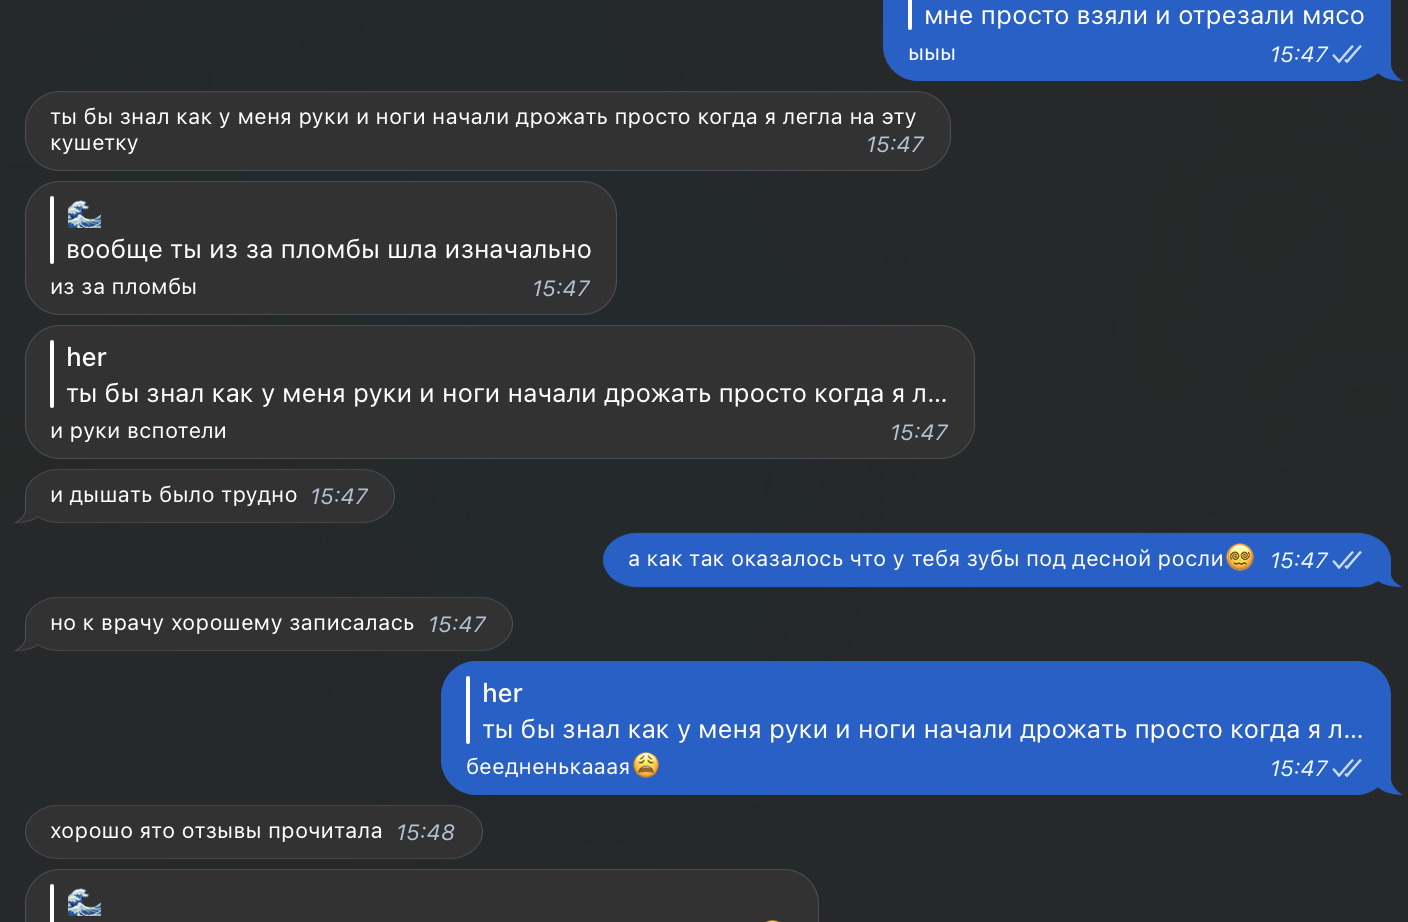 мне просто взяли и отрезали мясо
ыыы 15:47
ты бы знал как у меня руки и ноги начали дрожать просто когда я легла на эту
кушетку 15:47
🌊
вообще ты из за пломбы шла изначально
из за пломбы 15:47
her
ты бы знал как у меня руки и ноги начали дрожать просто когда я л...
и руки вспотели 15:47
и дышать было трудно 15:47
а как так оказалось что у тебя зубы под десной росли😵‍💫 15:47
но к врачу хорошему записалась 15:47
her
ты бы знал как у меня руки и ноги начали дрожать просто когда я л...
беедненькааая😩 15:47
хорошо ято отзывы прочитала 15:48
🌊